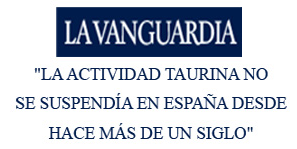 LA VANGUARDIA
"LA ACTIVIDAD TAURINA NO
SE SUSPENDÍA EN ESPAÑA DESDE
HACE MÁS DE UN SIGLO"